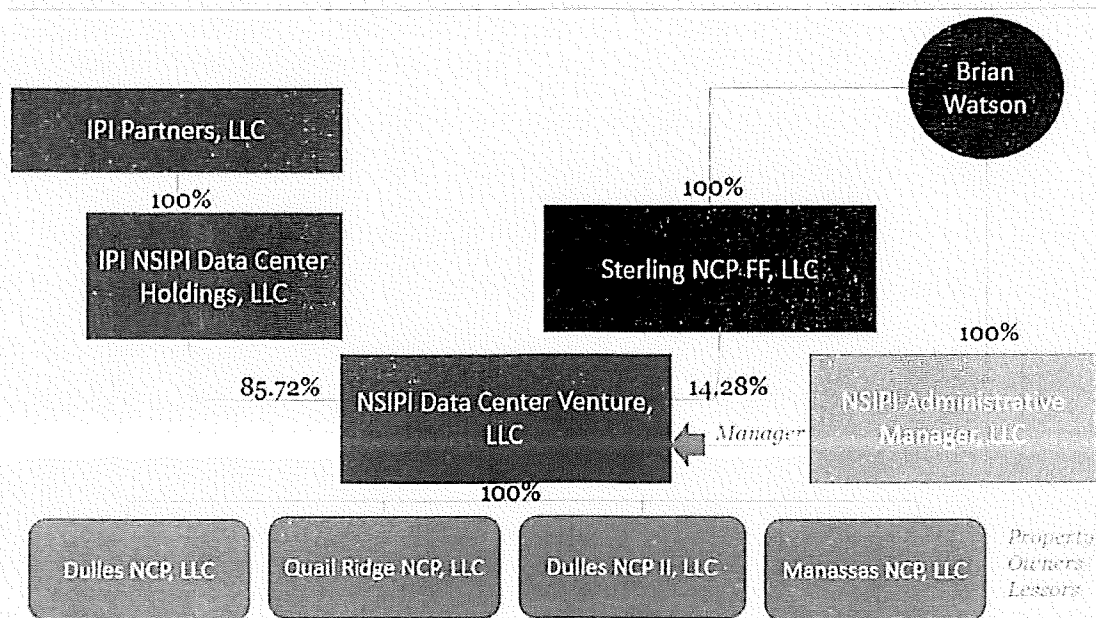 Brian
Watson
IPI Partners, LLC
100%
100%
IPI NSIPI Data Center
Holdings, LLC
Sterling NCP FF, LLC
100%
85.72%
NSIPI Data Center Venture,
LLC
14.28%
Manager
NSIPI Administrative
Manager, LLC
100%
Dulles NCP, LLC
Quail Ridge NCP, LLC
Dulles NCP II, LLC
Manassas NCP, LLC
Property
Owners
Lessors